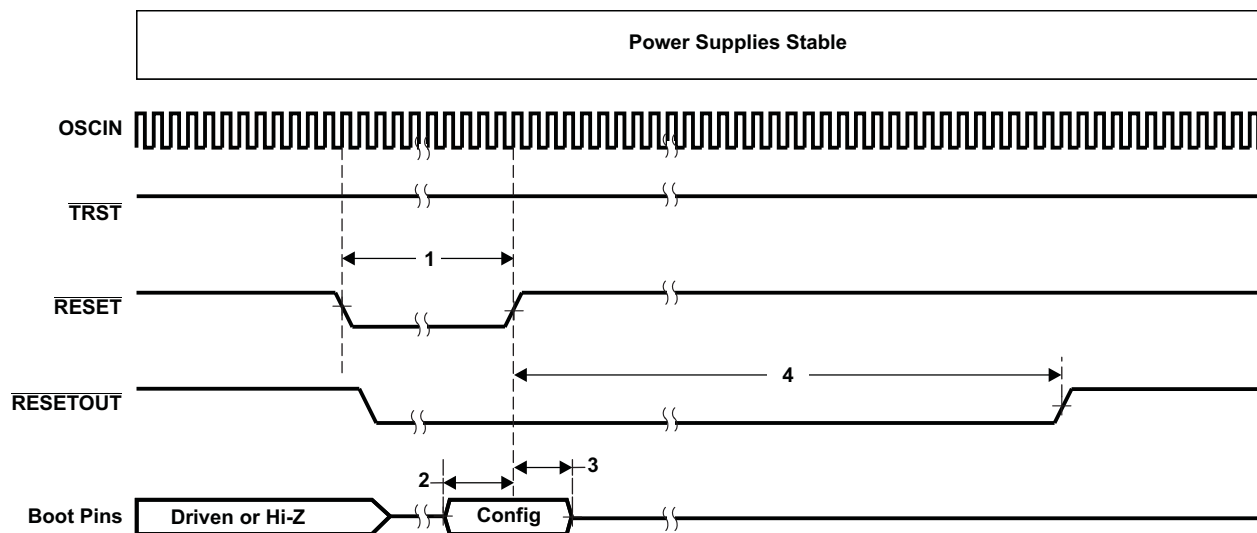 Power Supplies Stable
OSCIN
TRST
1
RESET
4
RESETOUT
3
2
Boot Pins
Driven or Hi-Z
Config